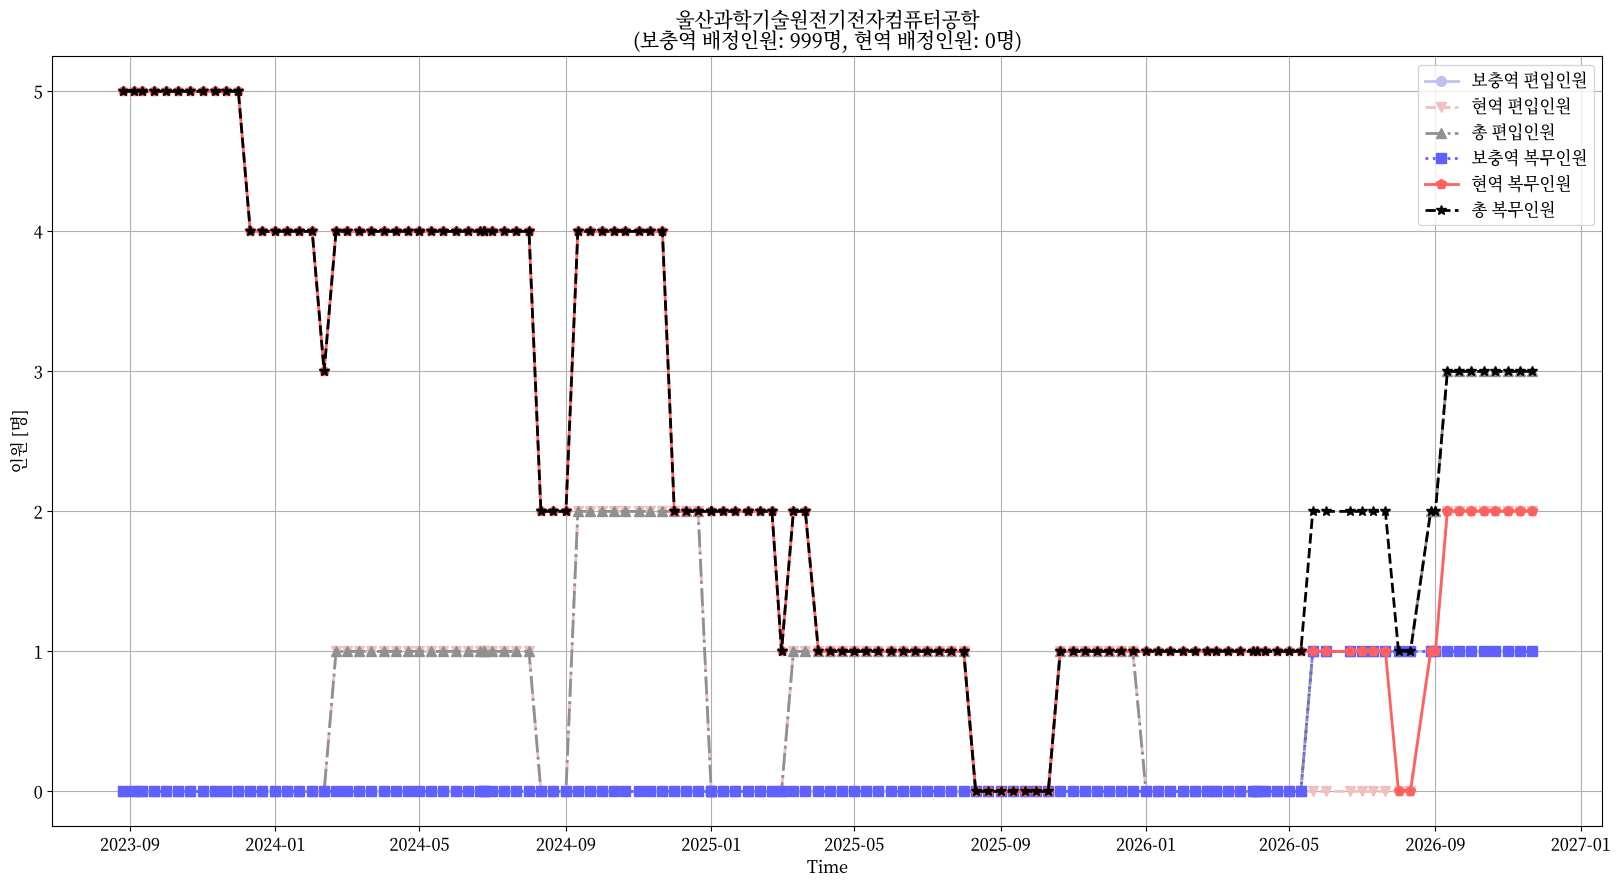 울산과학기술원전기전자컴퓨터공학
(보충역 배정인원: 999명, 현역 배정인원: 0명)
보충역 편입인원
현역 편입인원
총 편입인원
보충역 복무인원
현역 복무인원
총 복무인원
인원 [명]
5
4
3
2
1
0
2023-09
2024-01
2024-05
2024-09
2025-01
2025-05
2025-09
2026-01
2026-05
2026-09
2027-01
Time